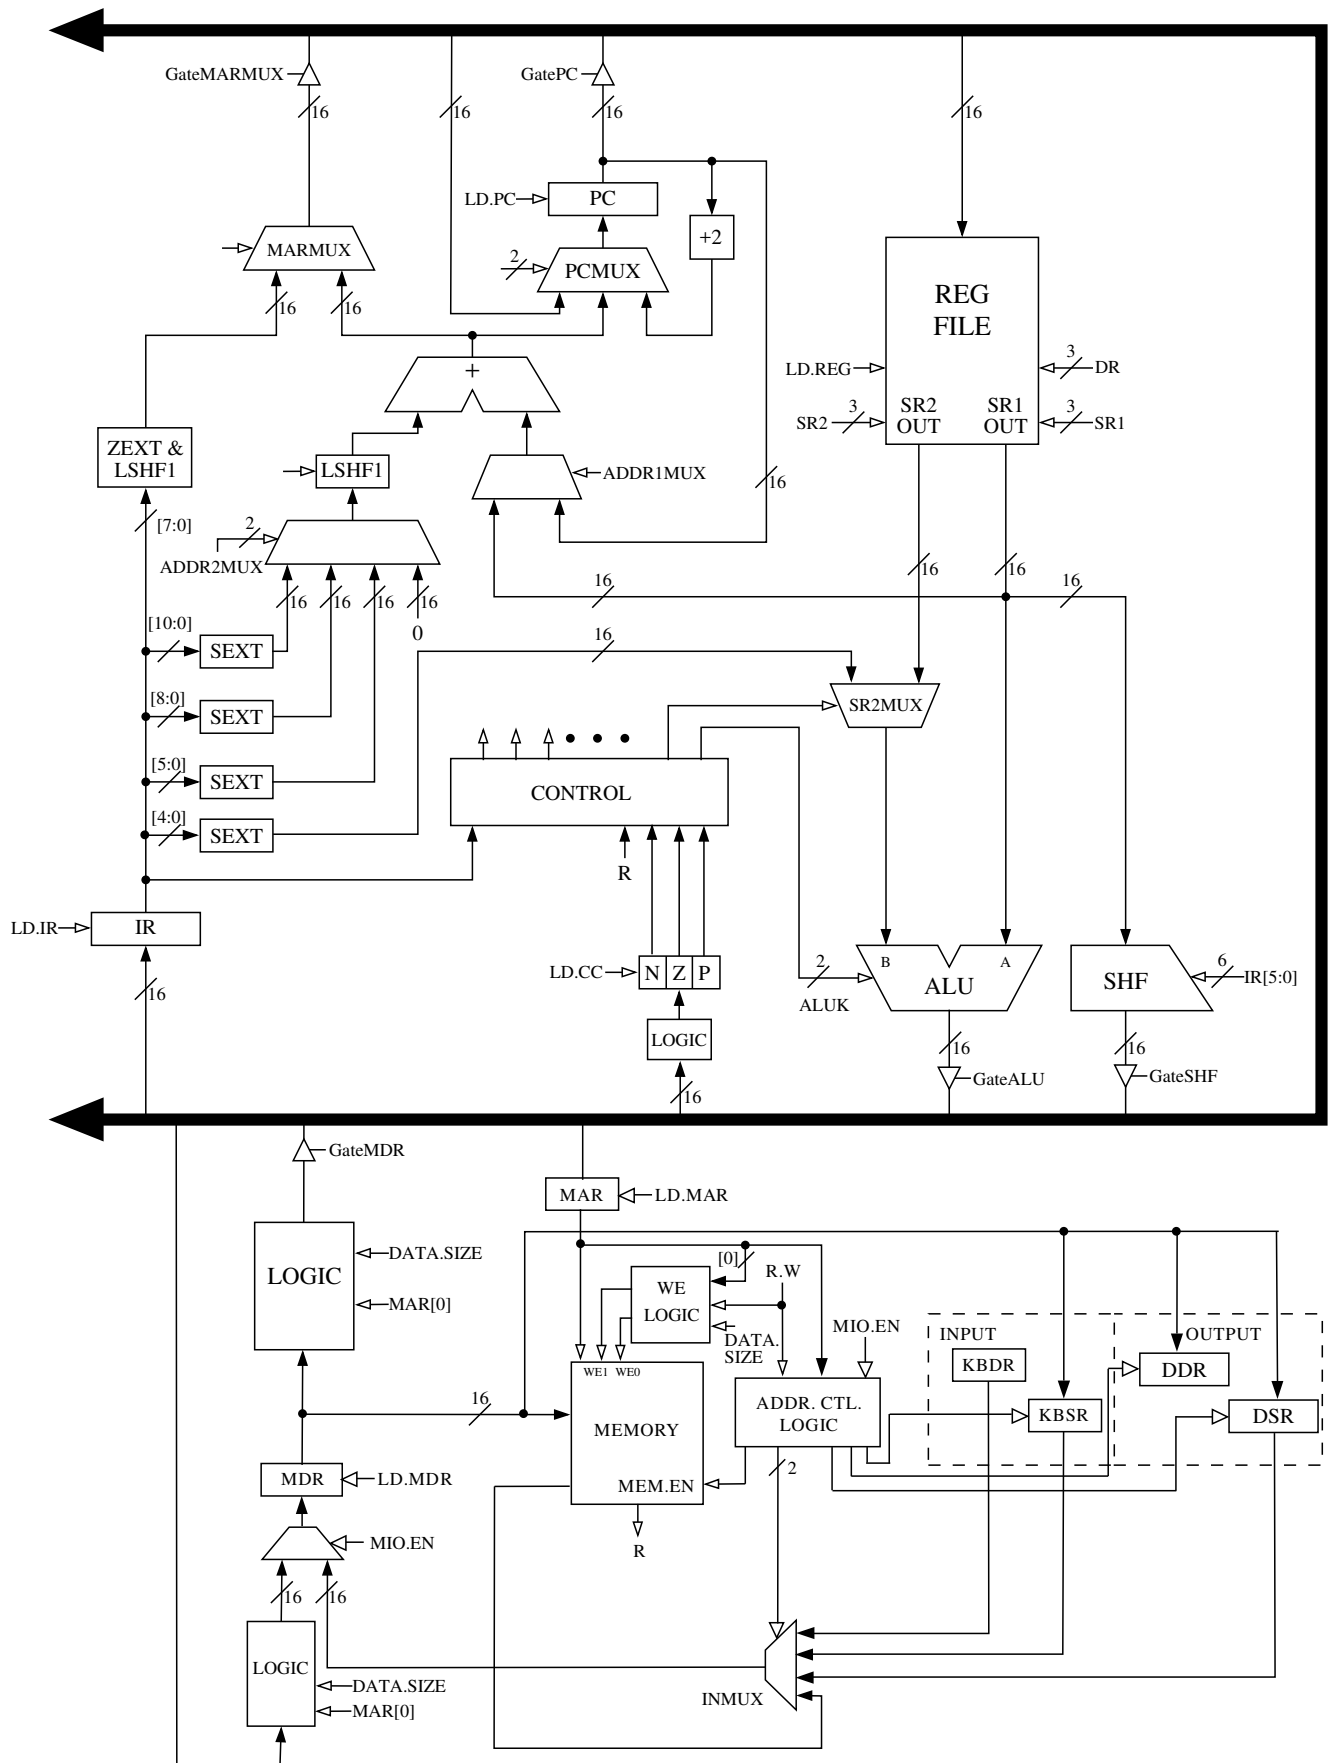 GateMARMUX
GatePC
16
16
16
16
LD.PC
PC
+2
MARMUX
2
PCMUX
16
16
REG
FILE
+
LD.REG
3
DR
SR2
3
SR2
OUT
SR1
OUT
3
SR1
ZEXT &
LSHF1
LSHF1
ADDR1MUX
16
[7:0]
2
ADDR2MUX
16
16
16
16
0
16
16
16
16
[10:0]
SEXT
16
[8:0]
SEXT
SR2MUX
[5:0]
SEXT
CONTROL
[4:0]
SEXT
R
LD.IR
IR
16
LD.CC
N
Z
P
LOGIC
16
2
ALUK
B
A
ALU
SHF
6
IR[5:0]
16
16
GateALU
GateSHF
GateMDR
MAR
LD.MAR
LOGIC
DATA.SIZE
MAR[0]
[0]
R.W
WE
LOGIC
DATA.
SIZE
MIO.EN
INPUT
OUTPUT
KBDR
DDR
WE1
WE0
16
MEMORY
MEM.EN
ADDR. CTL.
LOGIC
KBSR
DSR
2
MDR
LD.MDR
R
MIO.EN
16
16
LOGIC
DATA.SIZE
MAR[0]
INMUX